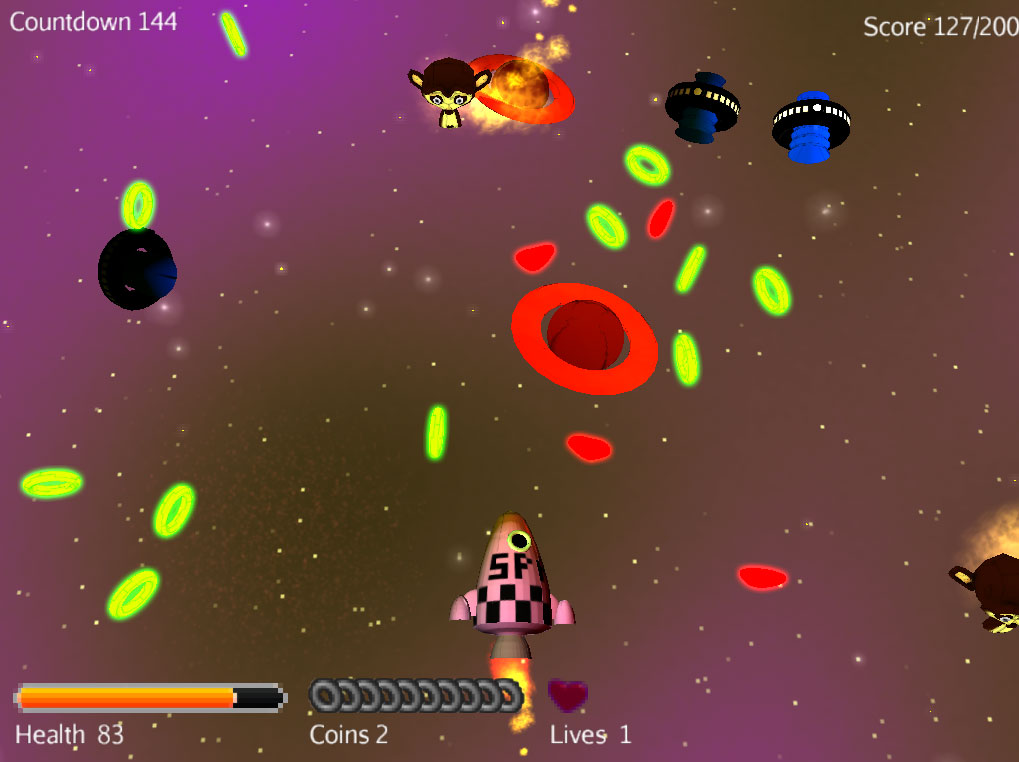 Countdown 144
Score 127/200
SP
Health 83
Coins 2
Lives 1